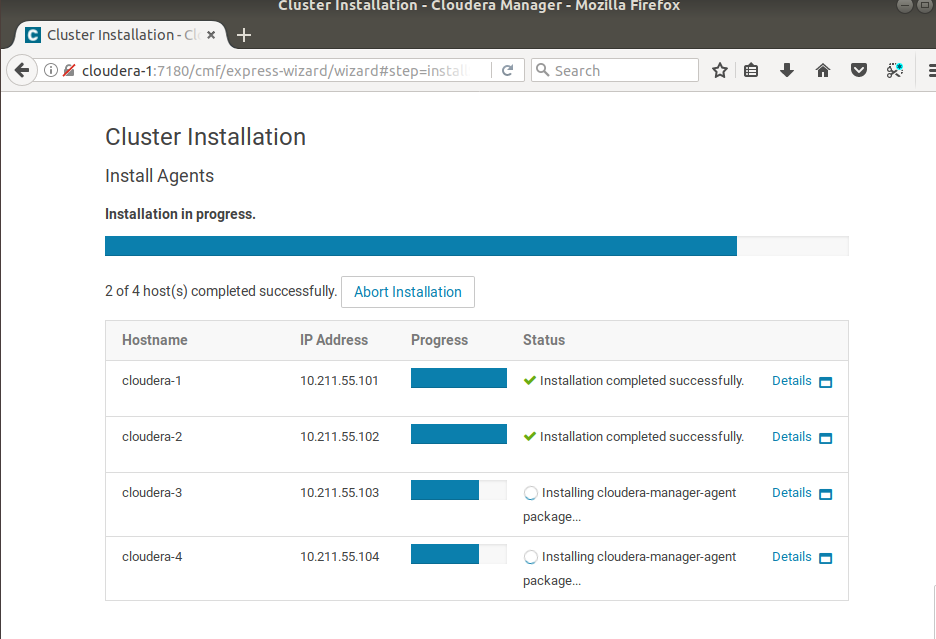 Cluster Installation - Cloudera Manager - Mozilla Firefox
Cluster Installation - Cl
cloudera-1:7180/cmf/express-wizard/wizard#step=install
Search
Cluster Installation
Install Agents
Installation in progress.
2 of 4 host(s) completed successfully. Abort Installation
Hostname IP Address Progress Status
cloudera-1 10.211.55.101 Installation completed successfully. Details
cloudera-2 10.211.55.102 Installation completed successfully. Details
cloudera-3 10.211.55.103 Installing cloudera-manager-agent Details
package...
cloudera-4 10.211.55.104 Installing cloudera-manager-agent Details
package...